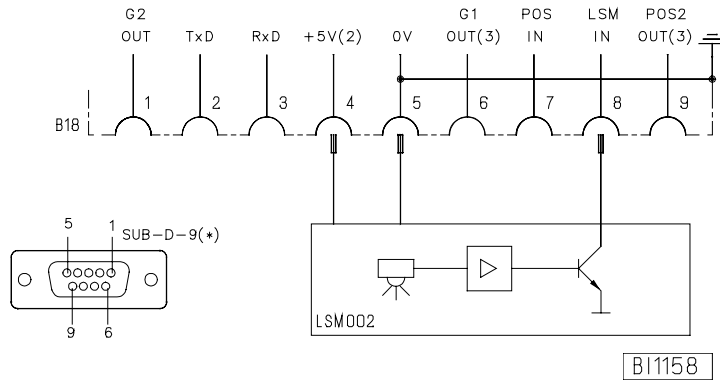 G2 G1 POS LSM POS2
OUT TxD RxD +5V(2) 0V OUT(3) IN IN OUT(3)
1 2 3 4 5 6 7 8 9
B18
5 1 SUB-D-9(*)
9 6
LSM002
BI1158